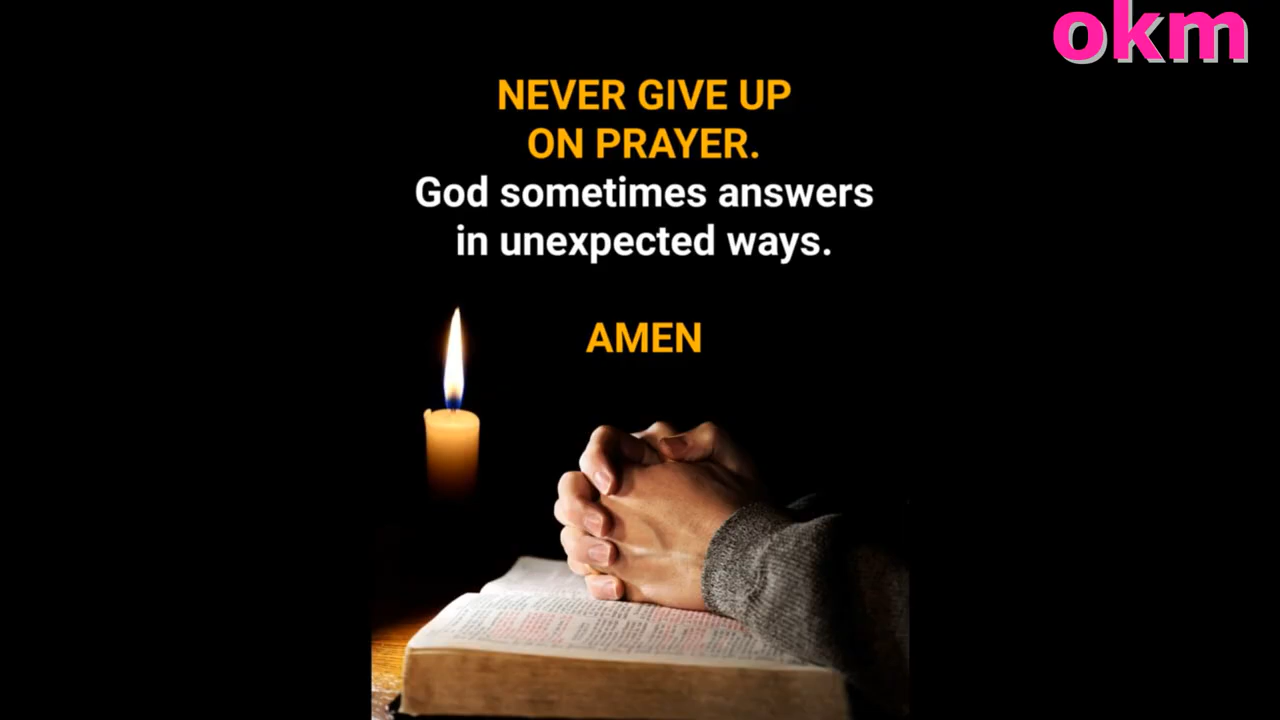 okm
NEVER GIVE UP
ON PRAYER.
God sometimes answers
in unexpected ways.
AMEN